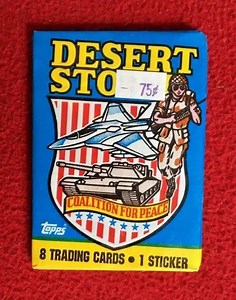 DESERT
STO
- 75¢
COALITION FOR PEACE
topps
8 TRADING CARDS • 1 STICKER